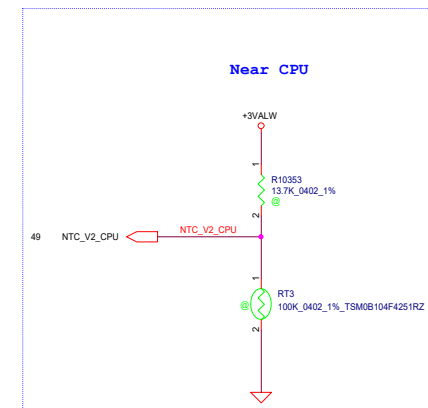 Near CPU
+3VALW
1
R10353
13.7K_0402_1%
@
2
49 NTC_V2_CPU NTC_V2_CPU
1
RT3
@ 100K_0402_1%_TSM0B104F4251RZ
2